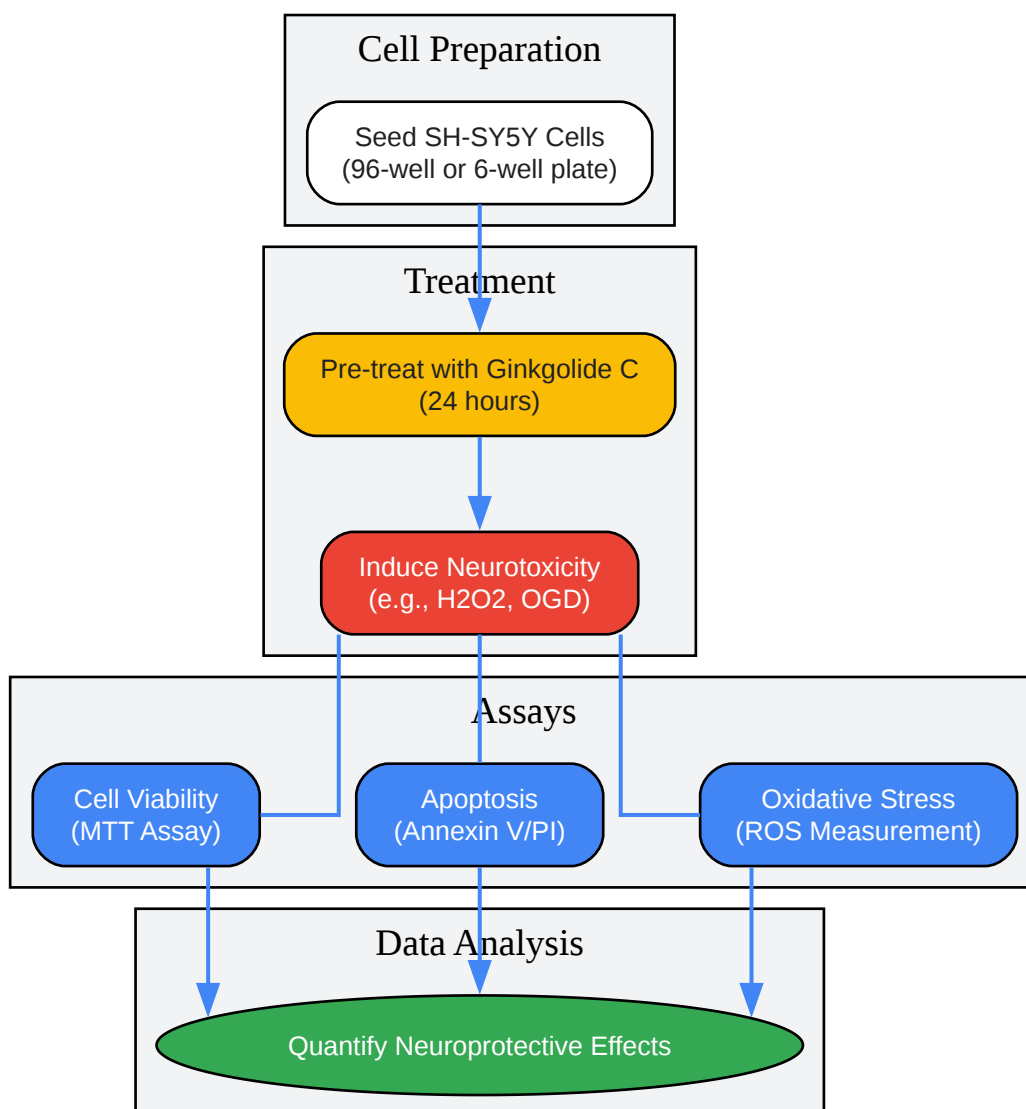 Cell Preparation
Seed SH-SY5Y Cells
(96-well or 6-well plate)
Treatment
Pre-treat with Ginkgolide C
(24 hours)
Induce Neurotoxicity
(e.g., H2O2, OGD)
Assays
Cell Viability
(MTT Assay)
Apoptosis
(Annexin V/PI)
Oxidative Stress
(ROS Measurement)
Data Analysis
Quantify Neuroprotective Effects